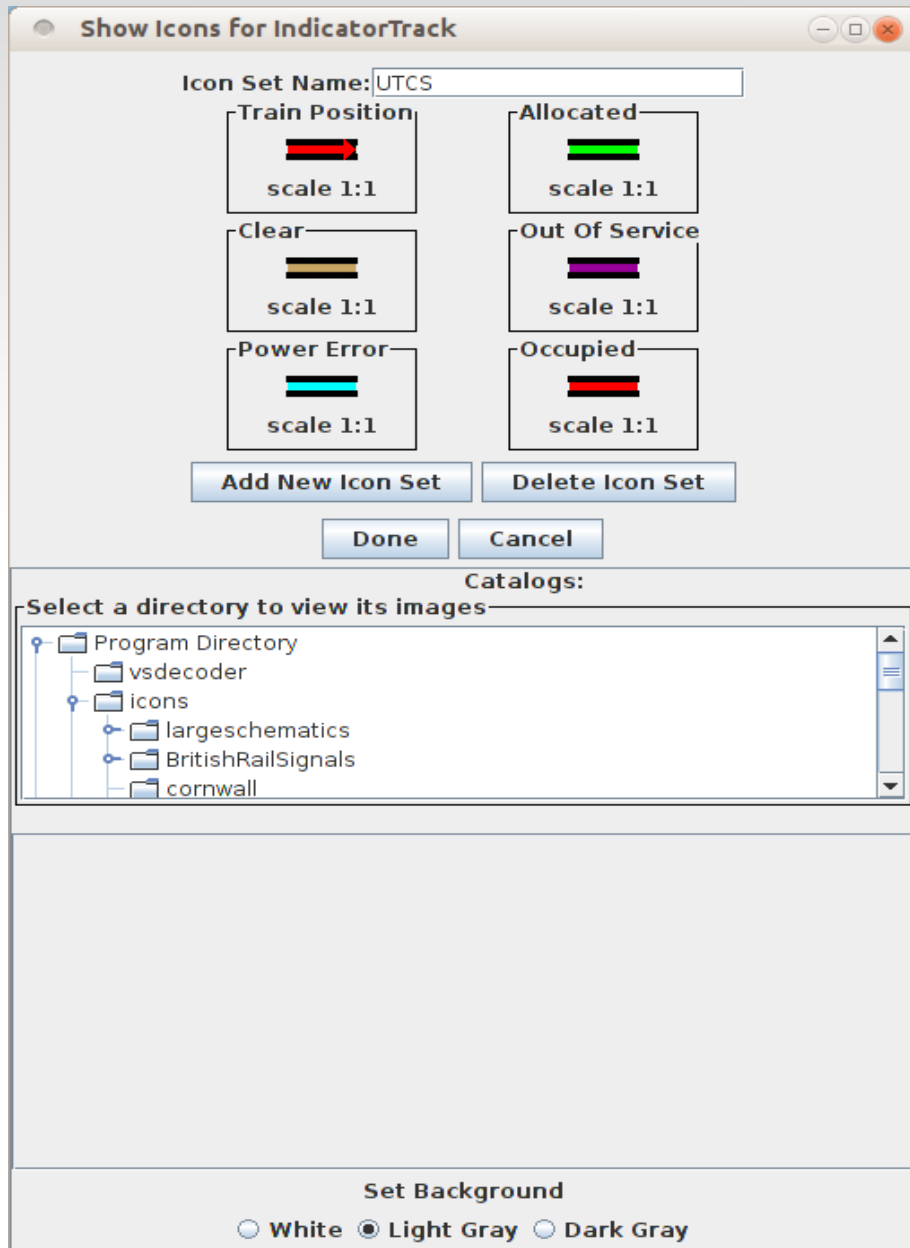 Show Icons for IndicatorTrack
Icon Set Name: UTCS
Train Position Allocated
scale 1:1 scale 1:1
Clear Out Of Service
scale 1:1 scale 1:1
Power Error Occupied
scale 1:1 scale 1:1
Add New Icon Set Delete Icon Set
Done Cancel
Catalogs:
Select a directory to view its images
Program Directory
vsdecoder
icons
largeschematics
BritishRailSignals
cornwall
Set Background
White Light Gray Dark Gray